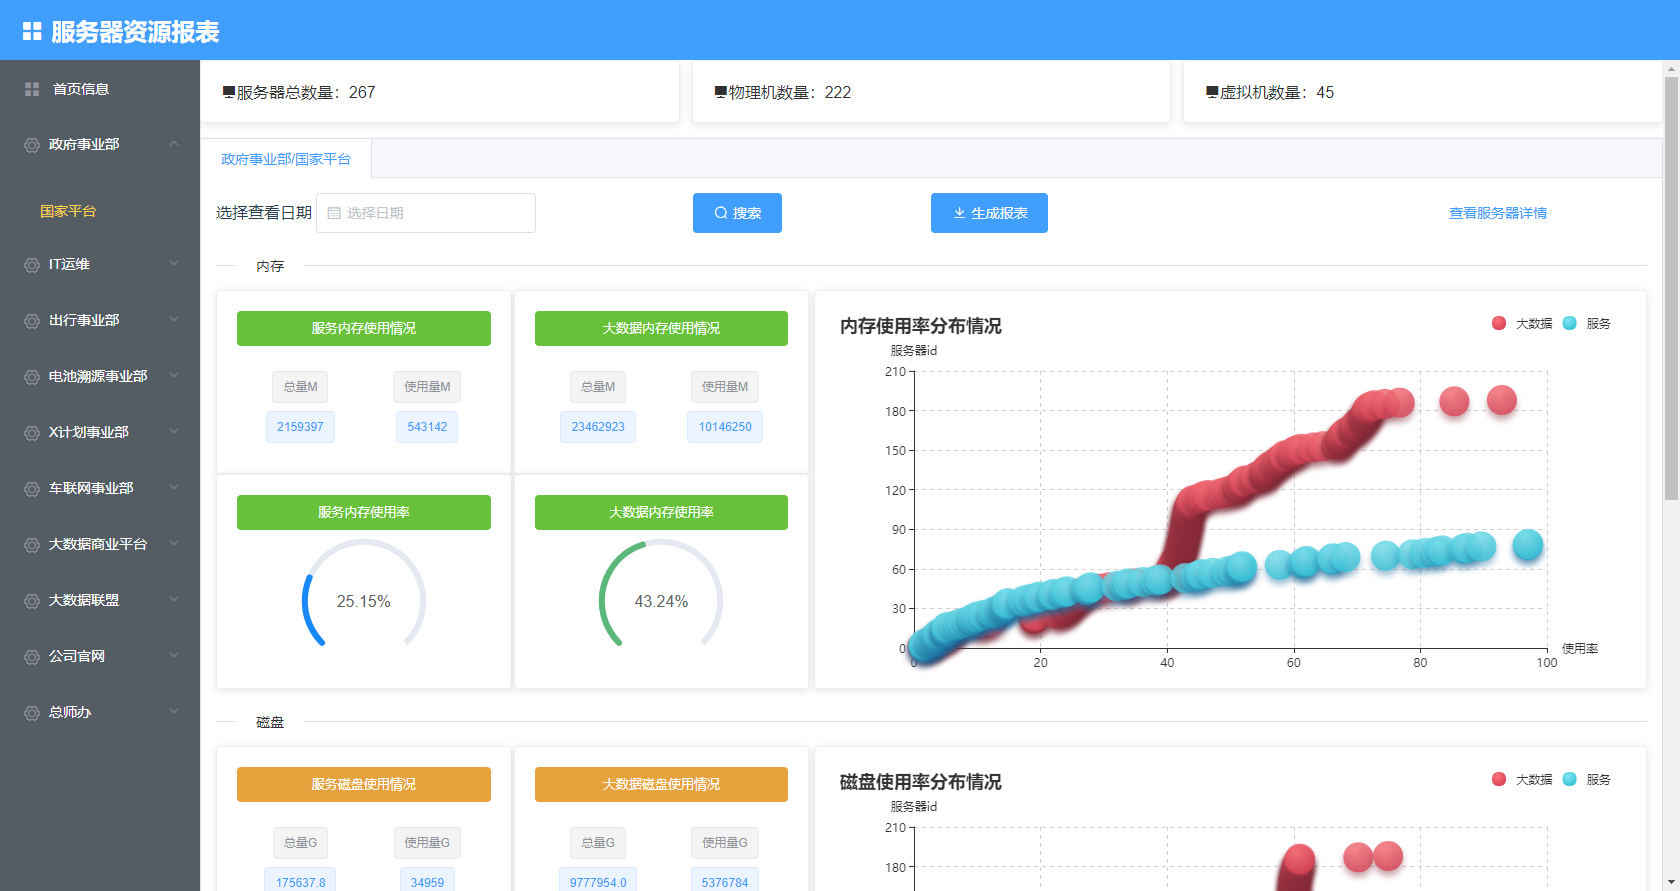 服务器资源报表
首页信息
政府事业部
国家平台
IT运维
出行事业部
电池溯源事业部
X计划事业部
车联网事业部
大数据商业平台
大数据联盟
公司官网
总师办
服务器总数量：267
物理机数量：222
虚拟机数量：45
政府事业部/国家平台
选择查看日期 选择日期 搜索 生成报表 查看服务器详情
内存
服务内存使用情况
总量M 使用量M
2159397 543142
大数据内存使用情况
总量M 使用量M
23462923 10146250
服务内存使用率
25.15%
大数据内存使用率
43.24%
内存使用率分布情况
大数据 服务
服务器id
210
180
150
120
90
60
30
0
0 20 40 60 80 100
使用率
磁盘
服务磁盘使用情况
总量G 使用量G
175637.8 34959
大数据磁盘使用情况
总量G 使用量G
9777954.0 5376784
磁盘使用率分布情况
大数据 服务
服务器id
210
180